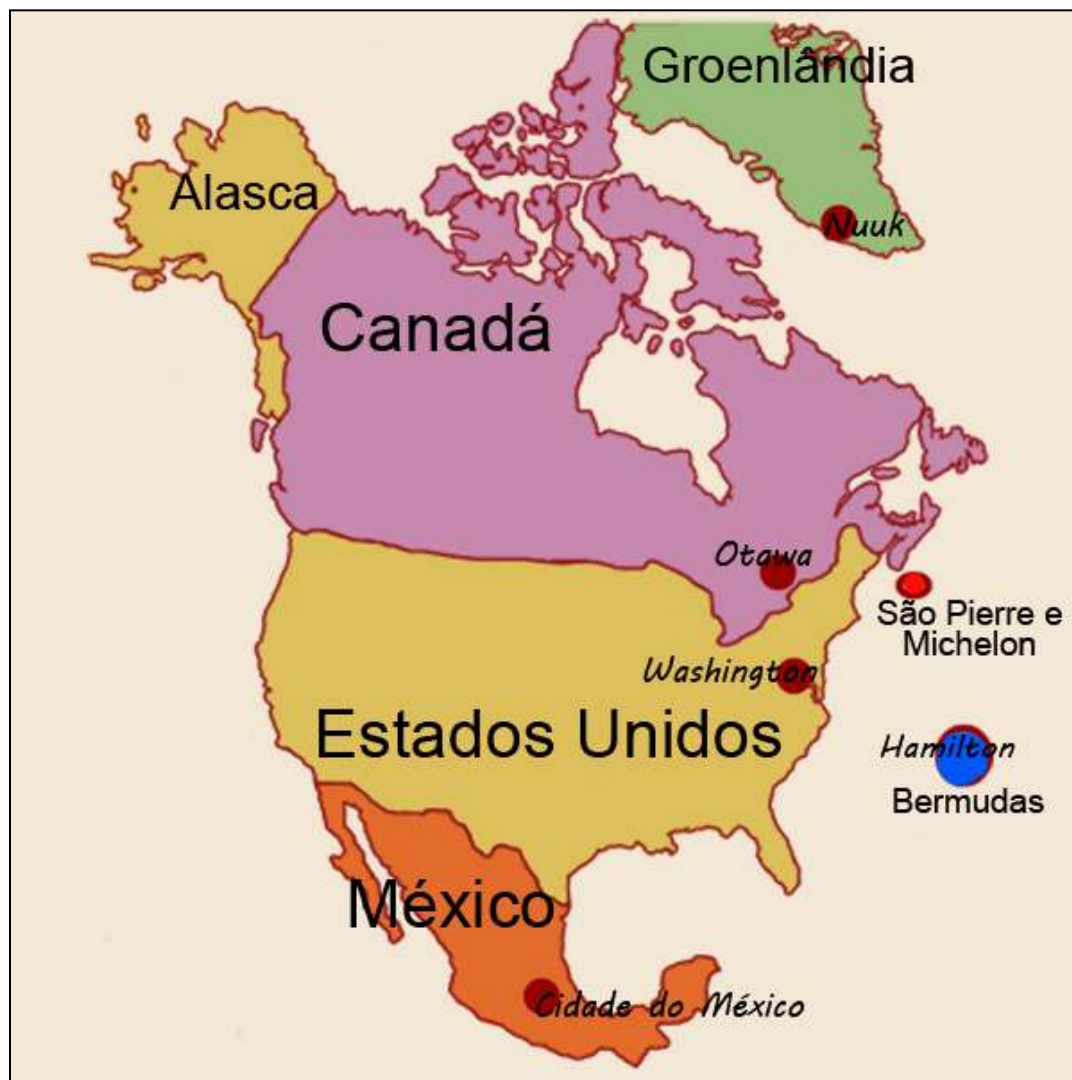 Groenlândia
Alasca
Nuuk
Canadá
Otawa
São Pierre e
Michelon
Washington
Estados Unidos
Hamilton
Bermudas
México
Cidade do México